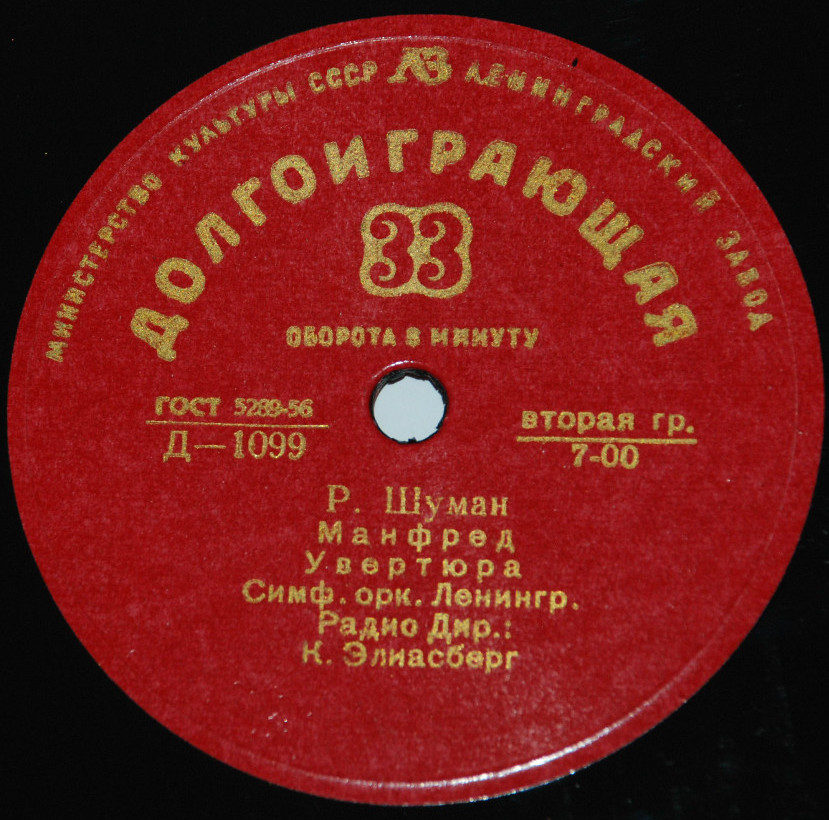 МИНИСТЕРСТВО КУЛЬТУРЫ СССР ЛЗ ЛЕНИНГРАДСКИЙ ЗАВОД
ДОЛГОИГРАЮЩАЯ
33
ОБОРОТА В МИНУТУ
ГОСТ 5289-56
Д—1099
вторая гр.
7-00
Р. Шуман
Манфред
Увертюра
Симф. орк. Ленингр.
Радио Дир.:
К. Элиасберг